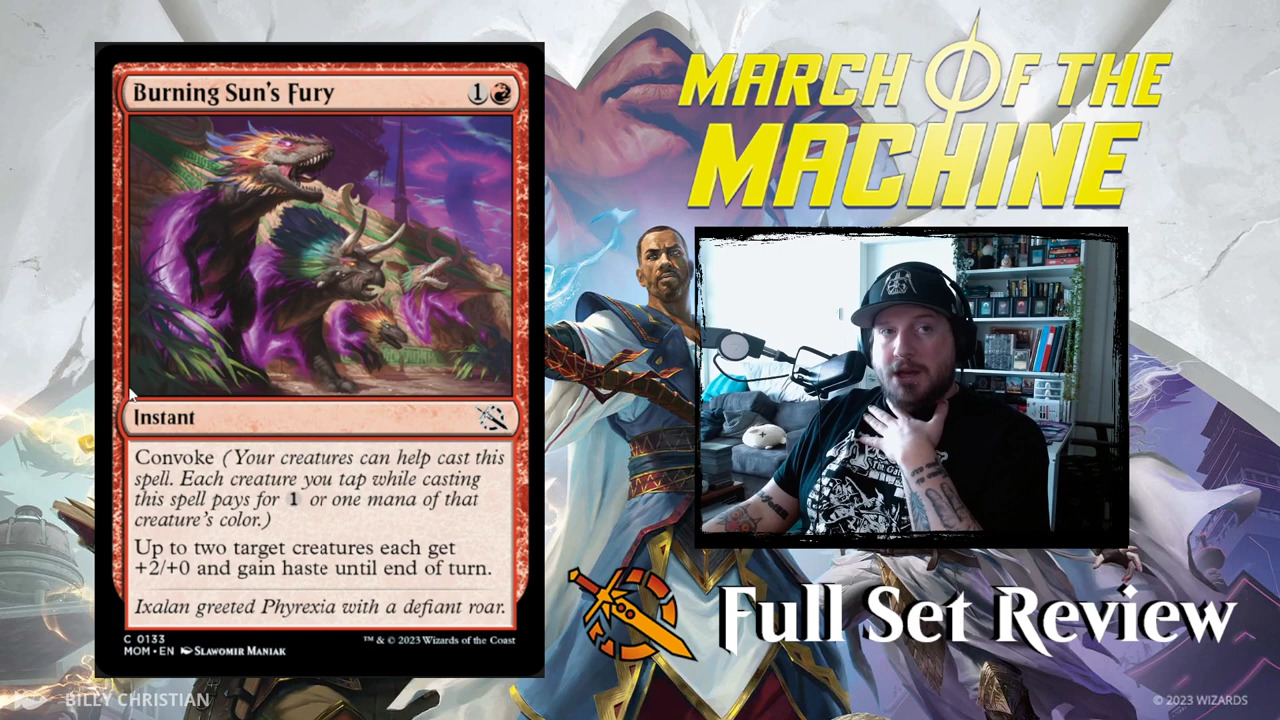 Burning Sun's Fury 1
Instant
Convoke (Your creatures can help cast this
spell. Each creature you tap while casting
this spell pays for 1 or one mana of that
creature's color.)
Up to two target creatures each get
+2/+0 and gain haste until end of turn.
Ixalan greeted Phyrexia with a defiant roar.
C 0133
MOM • EN SLAWOMIR MANIAK
™ & © 2023 Wizards of the Coast
MARCH OF THE
MACHINE
Full Set Review
BILLY CHRISTIAN
© 2023 WIZARDS